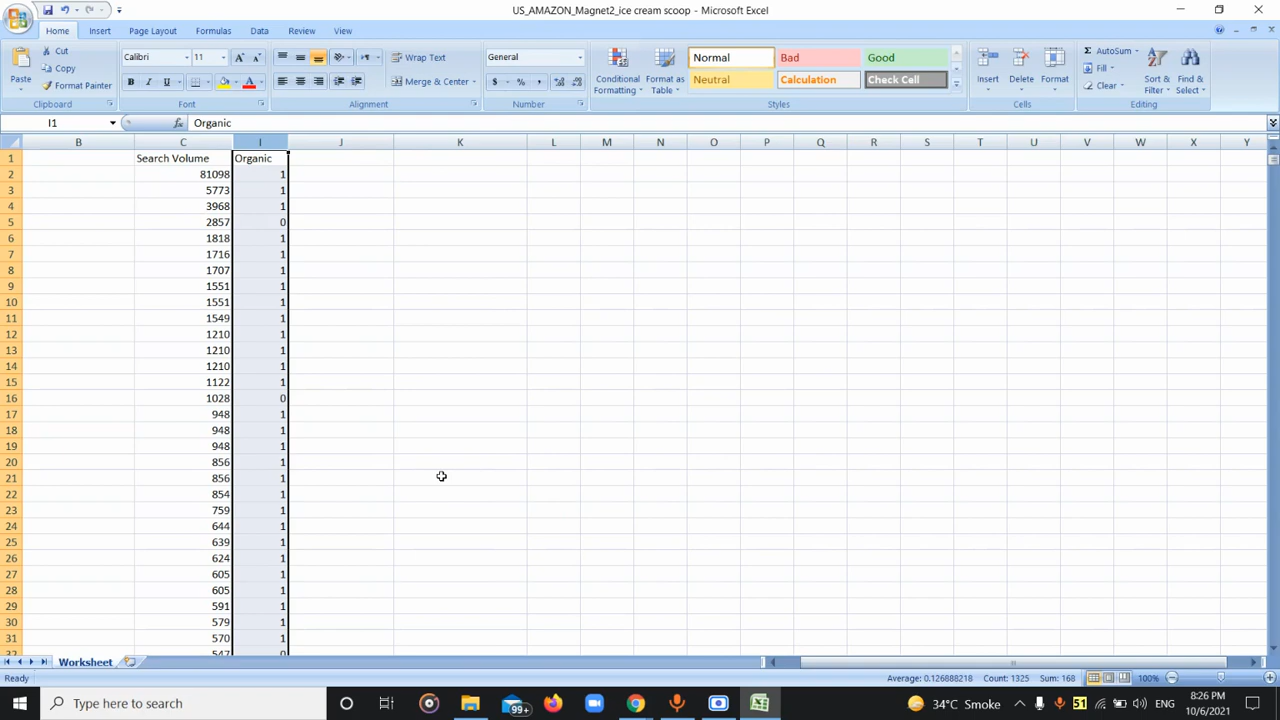 US_AMAZON_Magnet2_ice cream scoop - Microsoft Excel
Home Insert Page Layout Formulas Data Review View
Cut Calibri 11 Wrap Text General Normal Bad Good AutoSum
Copy Fill
Paste Format Painter Merge & Center Conditional Formatting Format as Table Neutral Calculation Check Cell Insert Delete Format Clear Sort & Filter Find & Select
Clipboard Font Alignment Number Styles Cells Editing
I1 fx Organic
B C I J K L M N O P Q R S T U V W X Y
1 Search Volume Organic
2 81098 1
3 5773 1
4 3968 1
5 2857 0
6 1818 1
7 1716 1
8 1707 1
9 1551 1
10 1551 1
11 1549 1
12 1210 1
13 1210 1
14 1210 1
15 1122 1
16 1028 0
17 948 1
18 948 1
19 948 1
20 856 1
21 856 1
22 854 1
23 759 1
24 644 1
25 639 1
26 624 1
27 605 1
28 605 1
29 591 1
30 579 1
31 570 1
32 547 0
Worksheet
Ready Average: 0.126888218 Count: 1325 Sum: 168 100%
Type here to search 99+ 34°C Smoke 51 ENG 8:26 PM
10/6/2021